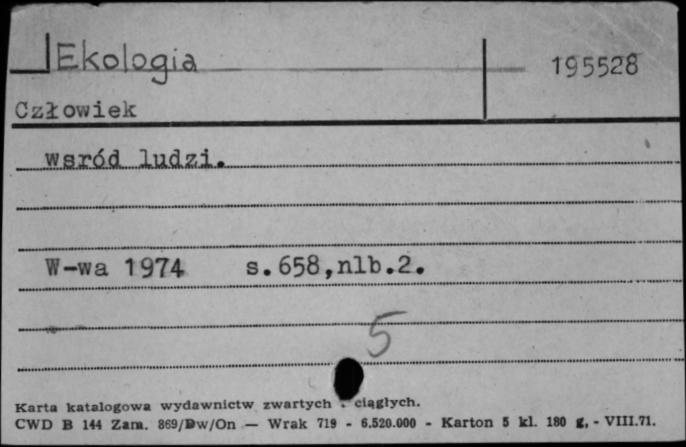 Ekologia 195528
Człowiek
wsród ludzi.
W-wa 1974 s.658,nlb.2.
5
Karta katalogowa wydawnictw zwartych i ciągłych.
CWD B 144 Zam. 869/Dw/On — Wrak 719 - 6.520.000 - Karton 5 kl. 180 g, - VIII.71.